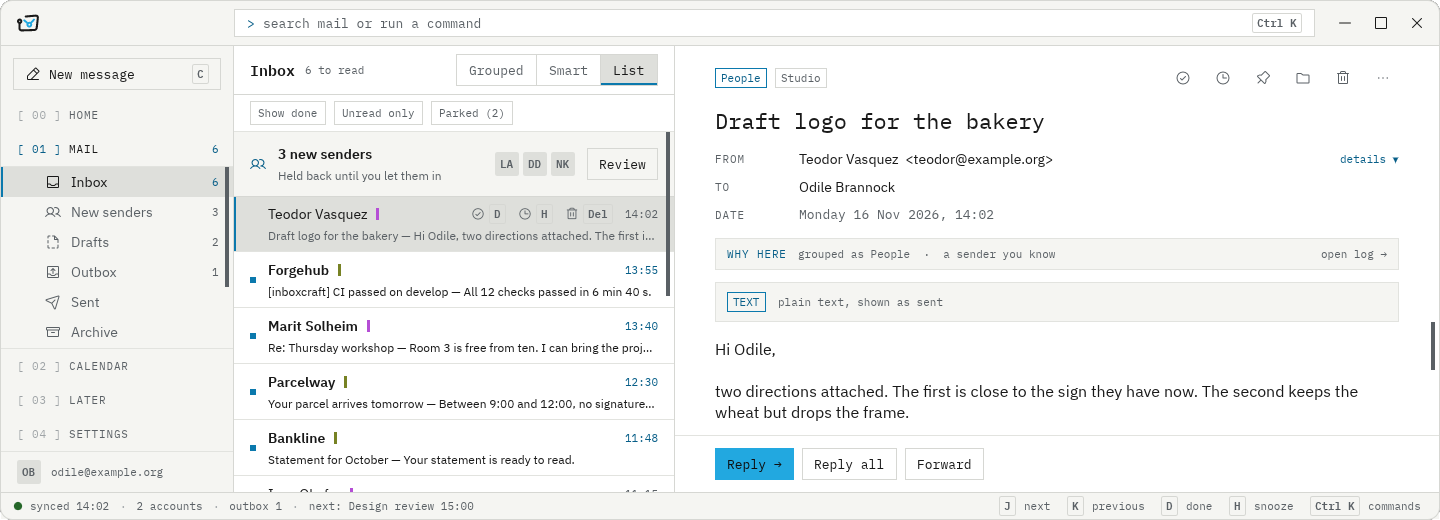 > search mail or run a command Ctrl K
New message C
[ 00 ] HOME
[ 01 ] MAIL 6
Inbox 6
New senders 3
Drafts 2
Outbox 1
Sent
Archive
[ 02 ] CALENDAR
[ 03 ] LATER
[ 04 ] SETTINGS
OB odile@example.org
Inbox 6 to read Grouped Smart List
Show done Unread only Parked (2)
3 new senders
Held back until you let them in
LA DD NK Review
Teodor Vasquez D H Del 14:02
Draft logo for the bakery — Hi Odile, two directions attached. The first i…
Forgehub 13:55
[inboxcraft] CI passed on develop — All 12 checks passed in 6 min 40 s.
Marit Solheim 13:40
Re: Thursday workshop — Room 3 is free from ten. I can bring the proj…
Parcelway 12:30
Your parcel arrives tomorrow — Between 9:00 and 12:00, no signature…
Bankline 11:48
Statement for October — Your statement is ready to read.
People Studio
Draft logo for the bakery
FROM Teodor Vasquez <teodor@example.org> details ▾
TO Odile Brannock
DATE Monday 16 Nov 2026, 14:02
WHY HERE grouped as People · a sender you know open log →
TEXT plain text, shown as sent
Hi Odile,
two directions attached. The first is close to the sign they have now. The second keeps the
wheat but drops the frame.
Reply → Reply all Forward
synced 14:02 · 2 accounts · outbox 1 · next: Design review 15:00
J next K previous D done H snooze Ctrl K commands